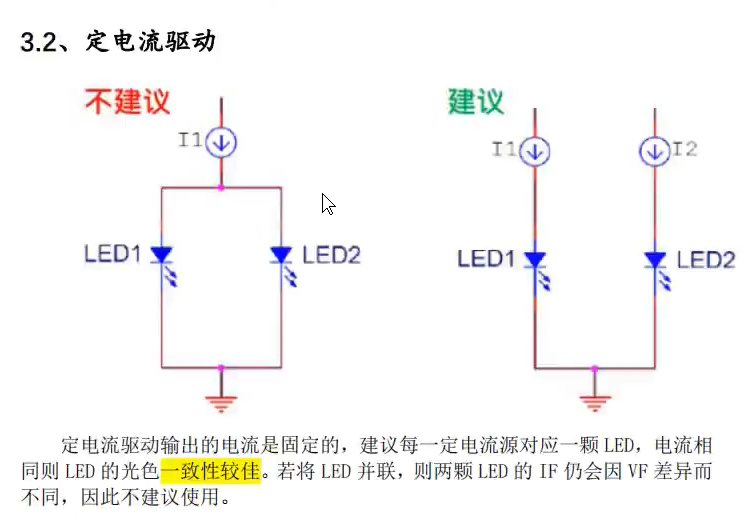 3.2、定电流驱动
不建议
建议
I1
I1
I2
LED1
LED2
LED1
LED2
定电流驱动输出的电流是固定的，建议每一定电流源对应一颗 LED，电流相
同则 LED 的光色一致性较佳。若将 LED 并联，则两颗 LED 的 IF 仍会因 VF 差异而
不同，因此不建议使用。